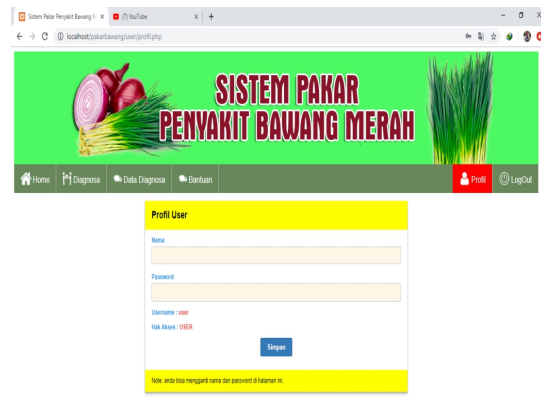 Sistem Pakar Penyakit Bawang M
(7) YouTube
localhost/pakarbawang/user/profil.php
SISTEM PAKAR
PENYAKIT BAWANG MERAH
Home
Diagnosa
Data Diagnosa
Bantuan
Profil
LogOut
Profil User
Nama
Password
Username : user
Hak Akses : USER
Simpan
Note: anda bisa mengganti nama dan password di halaman ini.